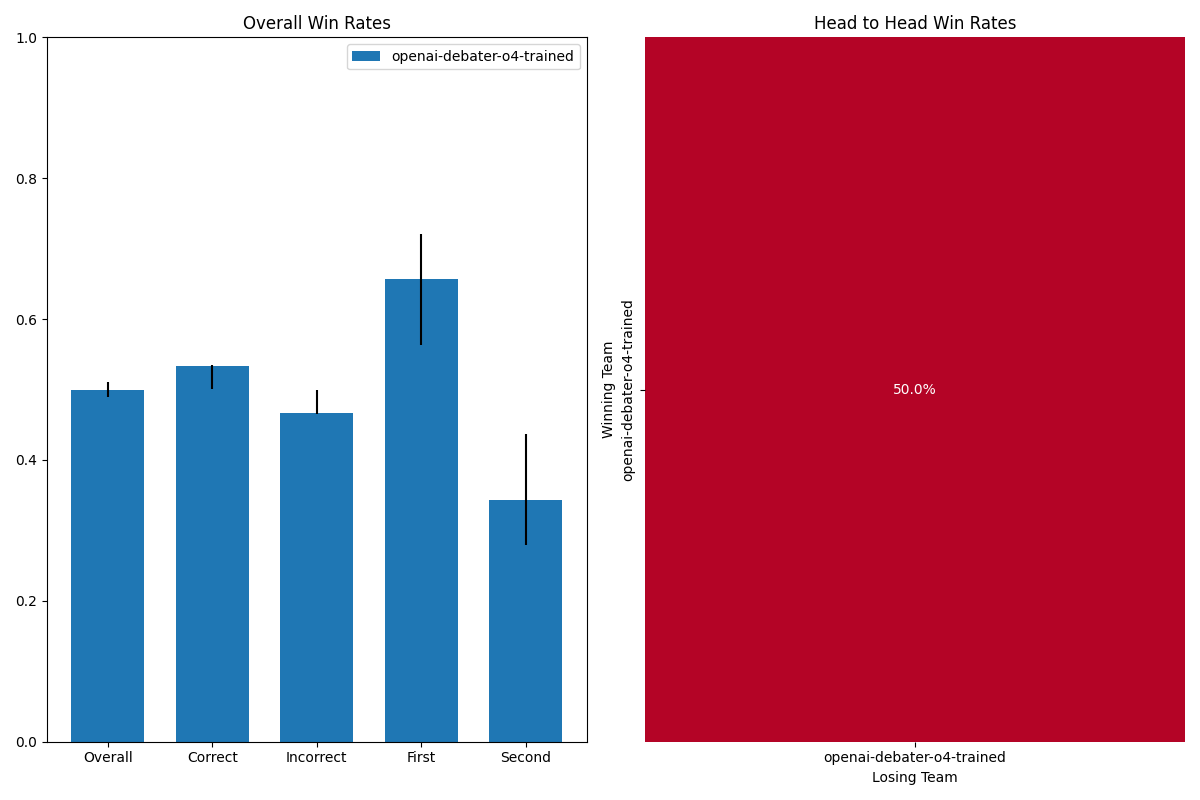 Overall Win Rates
openai-debater-o4-trained
1.0
0.8
0.6
0.4
0.2
0.0
Overall
Correct
Incorrect
First
Second
Head to Head Win Rates
Winning Team
openai-debater-o4-trained
50.0%
openai-debater-o4-trained
Losing Team